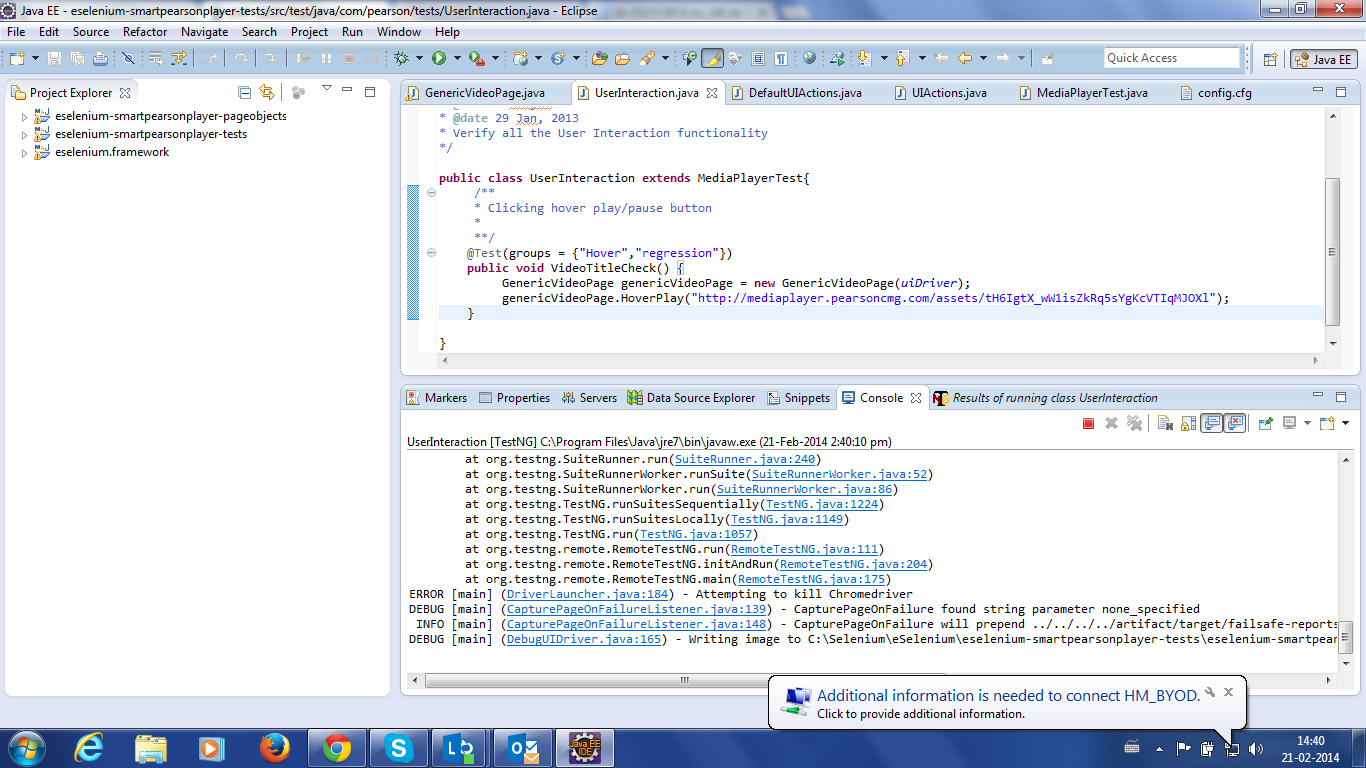 Java EE - eselenium-smartpearsonplayer-tests/src/test/java/com/pearson/tests/UserInteraction.java - Eclipse
File Edit Source Refactor Navigate Search Project Run Window Help
Quick Access
Java EE
Project Explorer
eselenium-smartpearsonplayer-pageobjects
eselenium-smartpearsonplayer-tests
eselenium.framework
GenericVideoPage.java UserInteraction.java DefaultUIActions.java UIActions.java MediaPlayerTest.java config.cfg
* @date 29 Jan, 2013
* Verify all the User Interaction functionality
*/
public class UserInteraction extends MediaPlayerTest{
/**
* Clicking hover play/pause button
*
**/
@Test(groups = {"Hover","regression"})
public void VideoTitleCheck() {
GenericVideoPage genericVideoPage = new GenericVideoPage(uiDriver);
genericVideoPage.HoverPlay("http://mediaplayer.pearsoncmg.com/assets/tH6IgtX_wW1isZkRq5sYgKcVTIqMJOXl");
}
}
Markers Properties Servers Data Source Explorer Snippets Console Results of running class UserInteraction
UserInteraction [TestNG] C:\Program Files\Java\jre7\bin\javaw.exe (21-Feb-2014 2:40:10 pm)
at org.testng.SuiteRunner.run(SuiteRunner.java:240)
at org.testng.SuiteRunnerWorker.runSuite(SuiteRunnerWorker.java:52)
at org.testng.SuiteRunnerWorker.run(SuiteRunnerWorker.java:86)
at org.testng.TestNG.runSuitesSequentially(TestNG.java:1224)
at org.testng.TestNG.runSuitesLocally(TestNG.java:1149)
at org.testng.TestNG.run(TestNG.java:1057)
at org.testng.remote.RemoteTestNG.run(RemoteTestNG.java:111)
at org.testng.remote.RemoteTestNG.initAndRun(RemoteTestNG.java:204)
at org.testng.remote.RemoteTestNG.main(RemoteTestNG.java:175)
ERROR [main] (DriverLauncher.java:184) - Attempting to kill Chromedriver
DEBUG [main] (CapturePageOnFailureListener.java:139) - CapturePageOnFailure found string parameter none_specified
INFO [main] (CapturePageOnFailureListener.java:148) - CapturePageOnFailure will prepend ../../../../artifact/target/failsafe-reports
DEBUG [main] (DebugUIDriver.java:165) - Writing image to C:\Selenium\eSelenium\eselenium-smartpearsonplayer-tests\eselenium-smartpear
Additional information is needed to connect HM_BYOD.
Click to provide additional information.
Java EE
IDE
14:40
21-02-2014